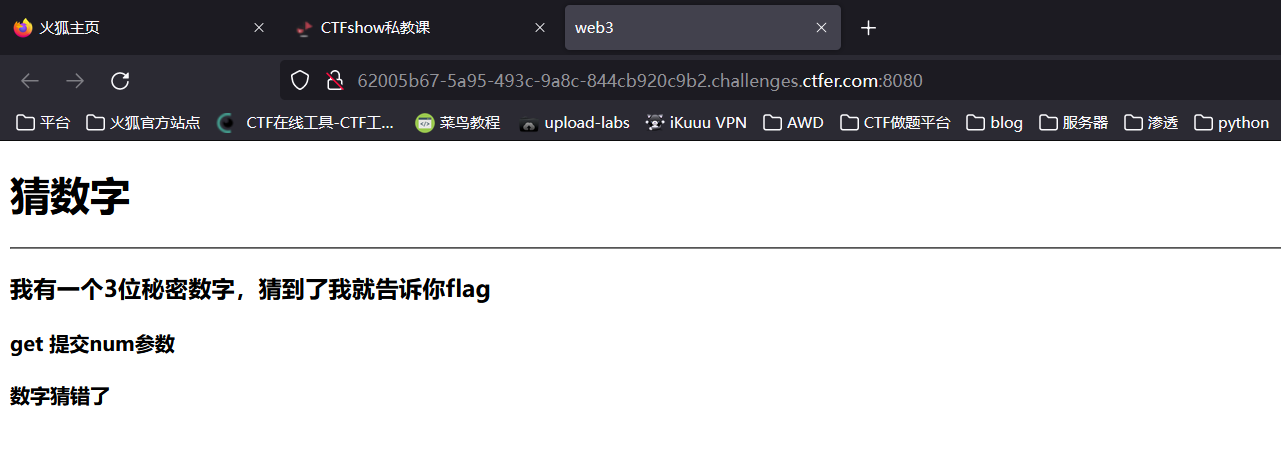 火狐主页 CTFshow私教课 web3
62005b67-5a95-493c-9a8c-844cb920c9b2.challenges.ctfer.com:8080
平台 火狐官方站点 CTF在线工具-CTF工... 菜鸟教程 upload-labs iKuuu VPN AWD CTF做题平台 blog 服务器 渗透 python
猜数字
我有一个3位秘密数字，猜到了我就告诉你flag
get 提交num参数
数字猜错了